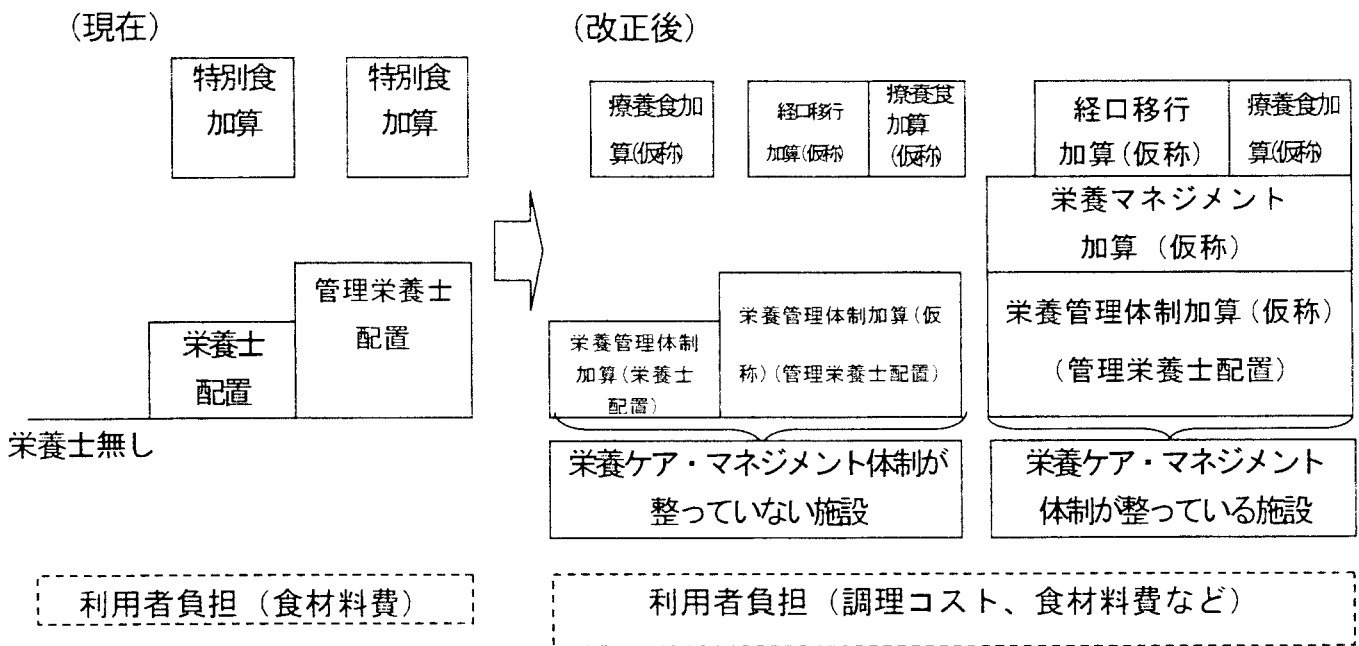 （現在）
特別食
加算
特別食
加算
栄養士
配置
管理栄養士
配置
栄養士無し
利用者負担（食材料費）
（改正後）
療養食加
算(仮称)
経口移行
加算(仮称)
療養食
加算
(仮称)
経口移行
加算(仮称)
療養食加
算(仮称)
栄養マネジメント
加算（仮称）
栄養管理体制
加算(栄養士
配置)
栄養管理体制加算(仮
称)(管理栄養士配置)
栄養管理体制加算(仮称)
(管理栄養士配置)
栄養ケア・マネジメント体制が
整っていない施設
栄養ケア・マネジメント
体制が整っている施設
利用者負担（調理コスト、食材料費など）